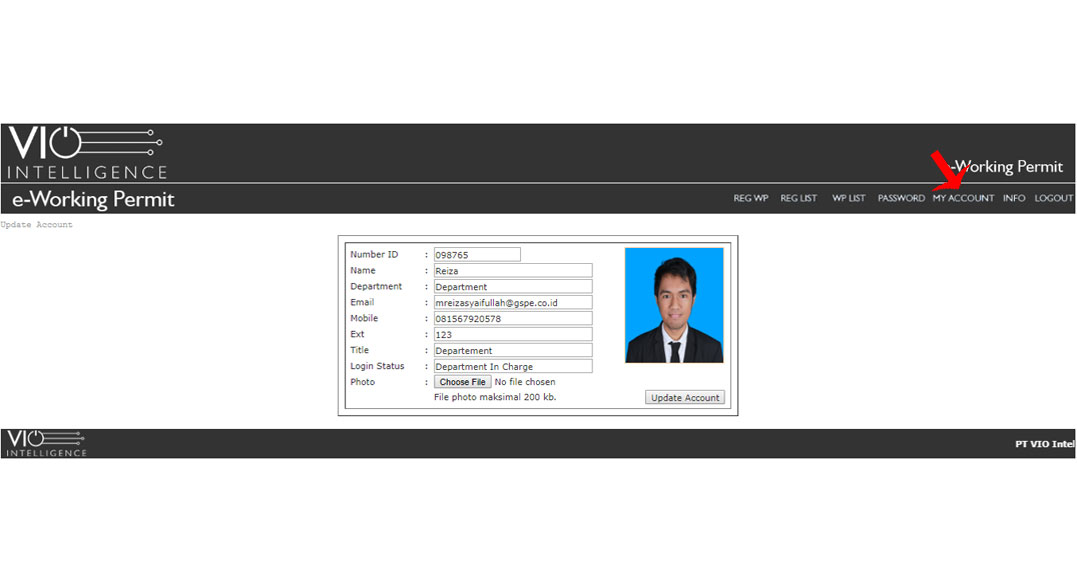 VIO
INTELLIGENCE
e-Working Permit
e-Working Permit
REG WP REG LIST WP LIST PASSWORD MY ACCOUNT INFO LOGOUT
Update Account
Number ID : 098765
Name : Reiza
Department : Department
Email : mreizasyaifullah@gspe.co.id
Mobile : 081567920578
Ext : 123
Title : Departement
Login Status : Department In Charge
Photo : Choose File No file chosen
File photo maksimal 200 kb.
Update Account
VIO
INTELLIGENCE
PT VIO Intel